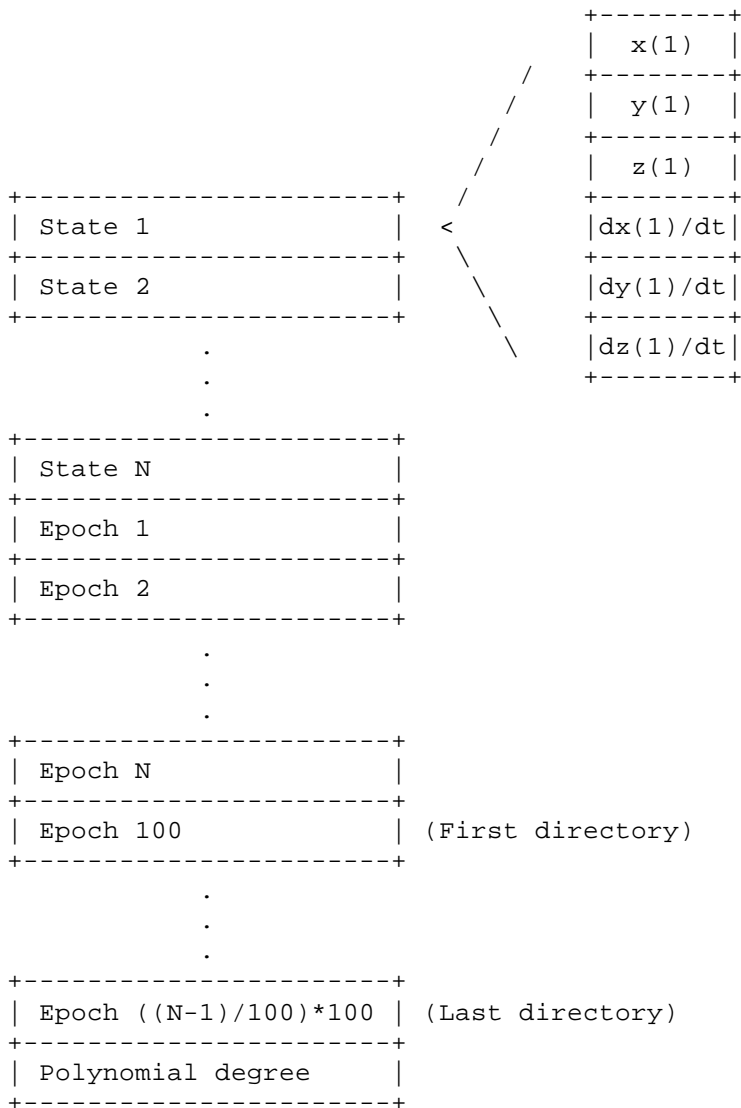 x(1)
y(1)
z(1)
State 1 dx(1)/dt
State 2 dy(1)/dt
dz(1)/dt
State N
Epoch 1
Epoch 2
Epoch N
Epoch 100 (First directory)
Epoch ((N-1)/100)*100 (Last directory)
Polynomial degree